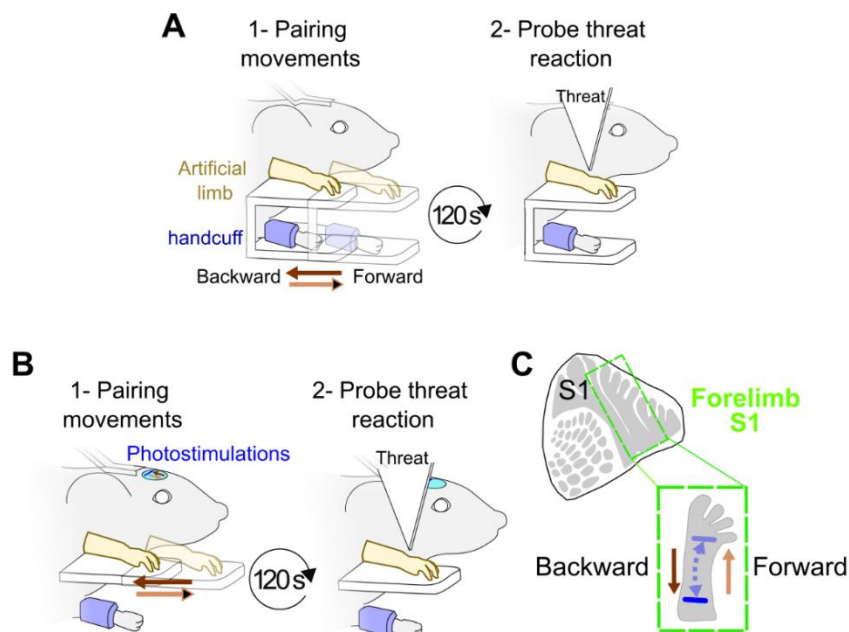 A
1- Pairing
movements
2- Probe threat
reaction
Threat
Artificial
limb
handcuff
120 s
Backward
Forward
B
1- Pairing
movements
2- Probe threat
reaction
Photostimulations
Threat
120 s
C
S1
Forelimb
S1
Backward
Forward